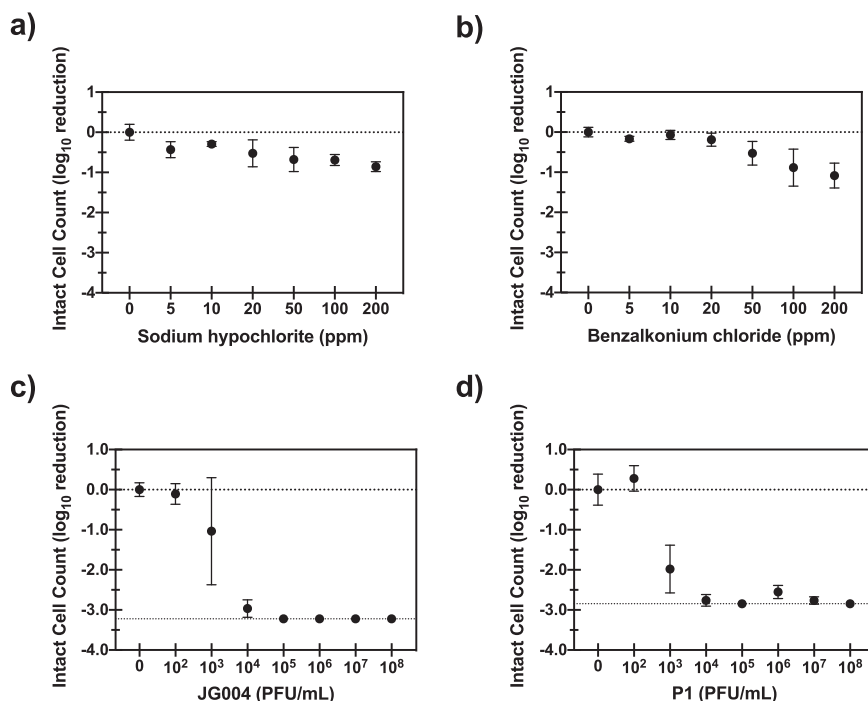 a)
Intact Cell Count (log10 reduction)
1
0
-1
-2
-3
-4
0 5 10 20 50 100 200
Sodium hypochlorite (ppm)
b)
Intact Cell Count (log10 reduction)
1
0
-1
-2
-3
-4
0 5 10 20 50 100 200
Benzalkonium chloride (ppm)
c)
Intact Cell Count (log10 reduction)
1.0
0.0
-1.0
-2.0
-3.0
-4.0
0 10² 10³ 10⁴ 10⁵ 10⁶ 10⁷ 10⁸
JG004 (PFU/mL)
d)
Intact Cell Count (log10 reduction)
1.0
0.0
-1.0
-2.0
-3.0
-4.0
0 10² 10³ 10⁴ 10⁵ 10⁶ 10⁷ 10⁸
P1 (PFU/mL)